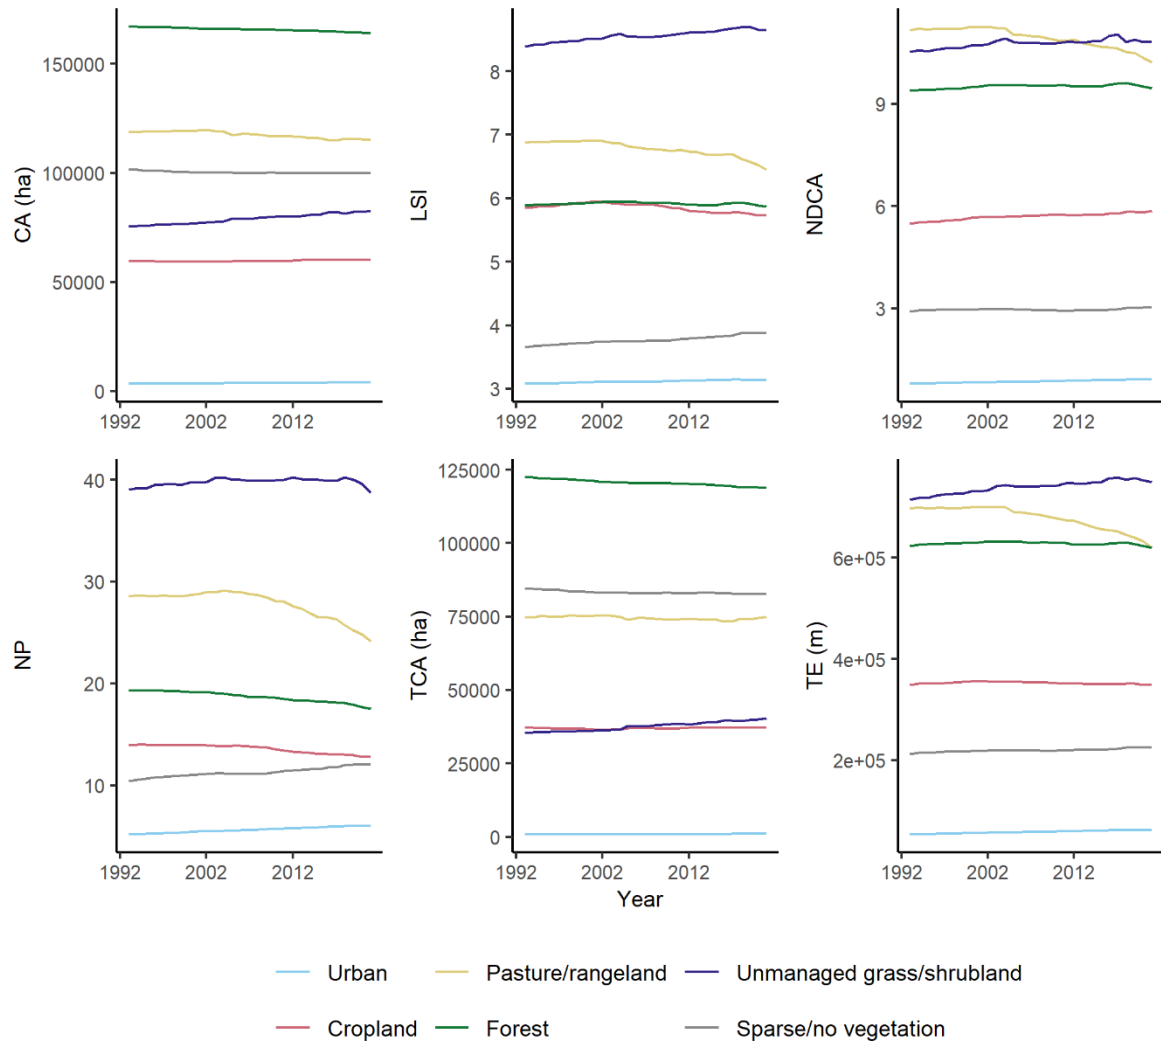 CA (ha)
150000
100000
50000
0
1992 2002 2012
LSI
8
7
6
5
4
3
1992 2002 2012
NDCA
9
6
3
1992 2002 2012
NP
40
30
20
10
1992 2002 2012
TCA (ha)
125000
100000
75000
50000
25000
0
1992 2002 2012
TE (m)
6e+05
4e+05
2e+05
1992 2002 2012
Year
Urban Pasture/rangeland Unmanaged grass/shrubland
Cropland Forest Sparse/no vegetation